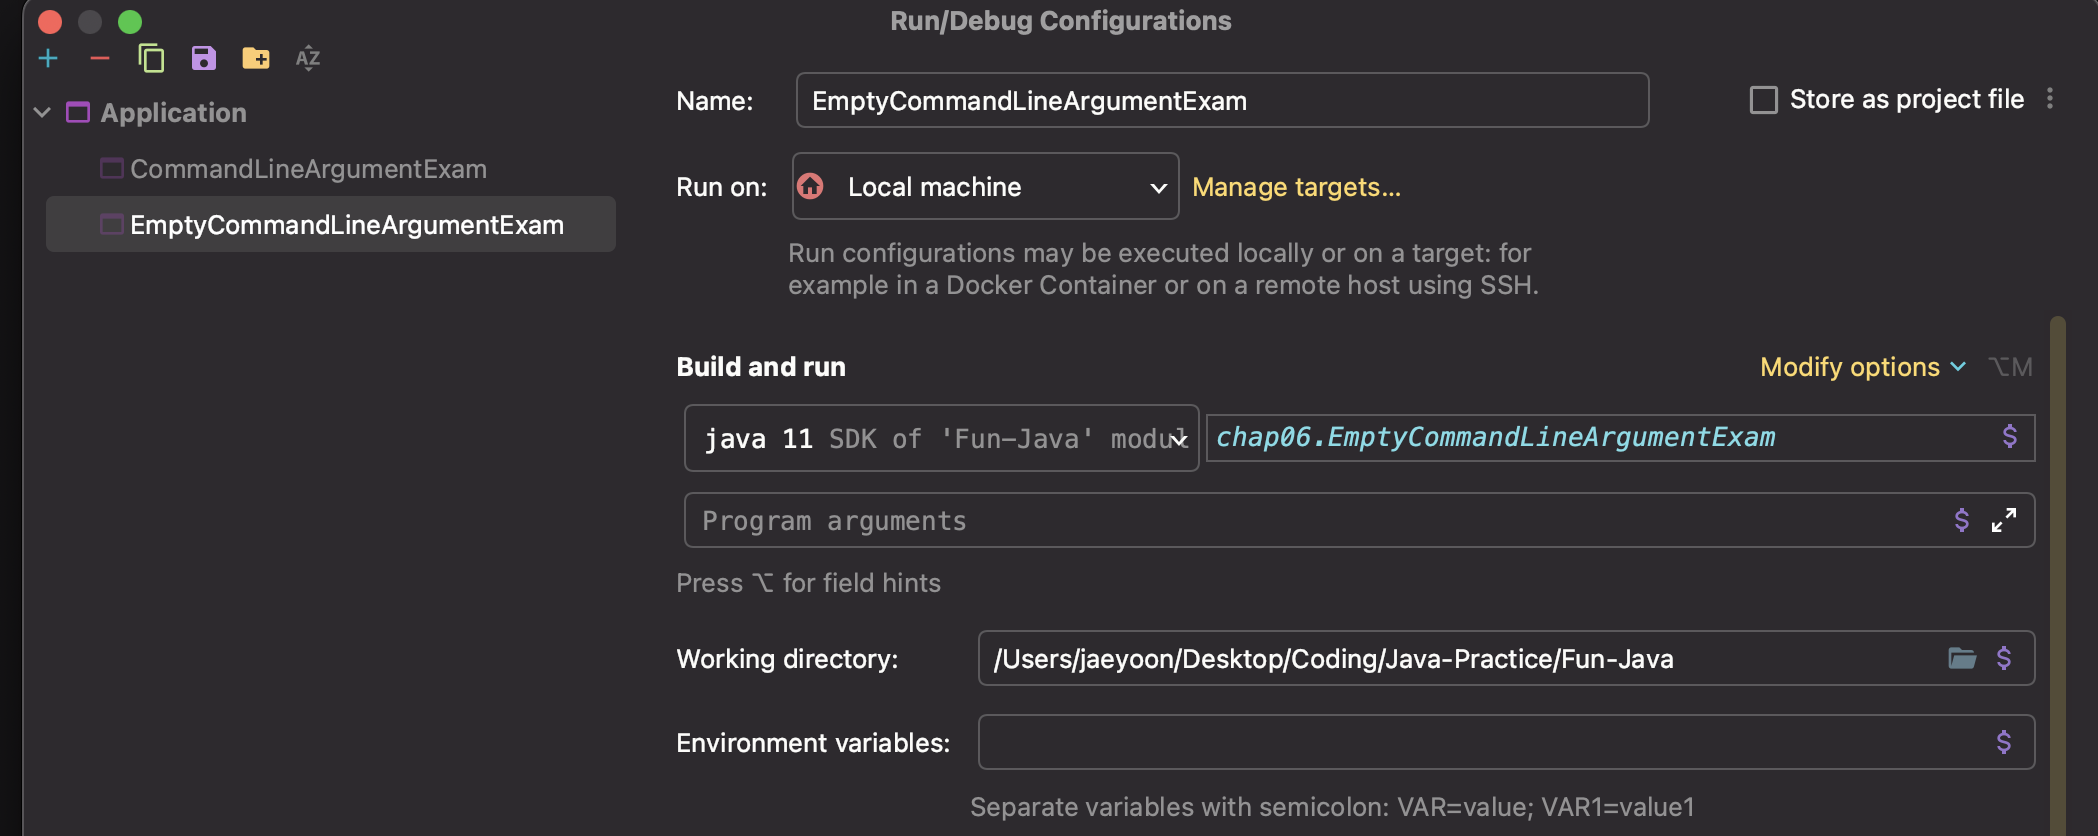 Run/Debug Configurations
Application
CommandLineArgumentExam
EmptyCommandLineArgumentExam
Name: EmptyCommandLineArgumentExam
Store as project file
Run on: Local machine Manage targets...
Run configurations may be executed locally or on a target: for
example in a Docker Container or on a remote host using SSH.
Build and run Modify options ⌥M
java 11 SDK of 'Fun-Java' modul chap06.EmptyCommandLineArgumentExam $
Program arguments $
Press ⌥ for field hints
Working directory: /Users/jaeyoon/Desktop/Coding/Java-Practice/Fun-Java $
Environment variables: $
Separate variables with semicolon: VAR=value; VAR1=value1